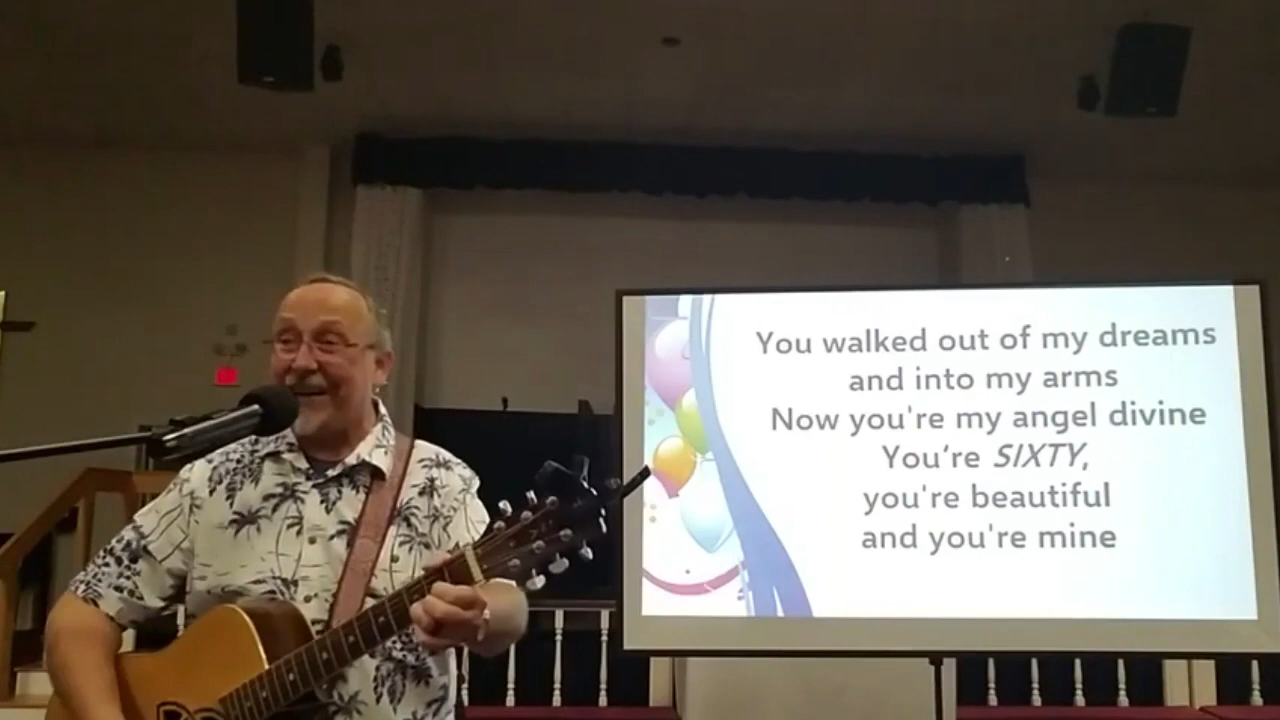 You walked out of my dreams
and into my arms
Now you're my angel divine
You're SIXTY,
you're beautiful
and you're mine